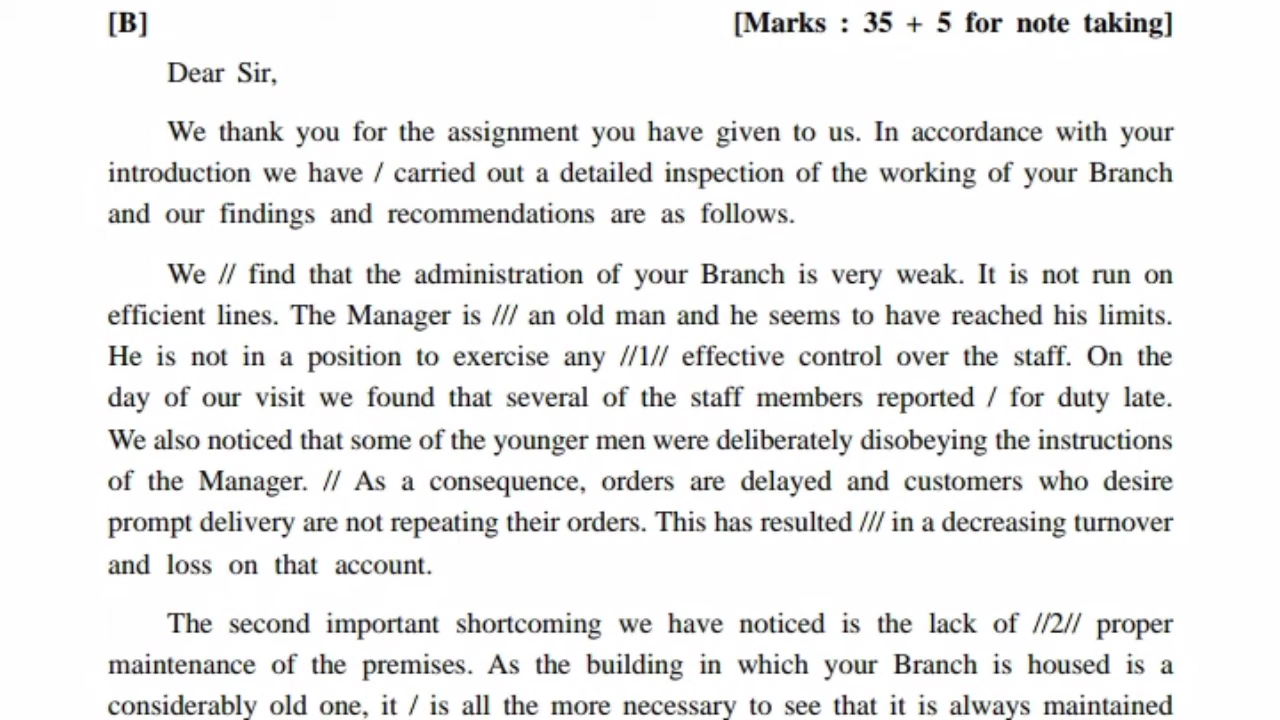 [B] [Marks : 35 + 5 for note taking]
Dear Sir,
We thank you for the assignment you have given to us. In accordance with your
introduction we have / carried out a detailed inspection of the working of your Branch
and our findings and recommendations are as follows.
We // find that the administration of your Branch is very weak. It is not run on
efficient lines. The Manager is /// an old man and he seems to have reached his limits.
He is not in a position to exercise any //1// effective control over the staff. On the
day of our visit we found that several of the staff members reported / for duty late.
We also noticed that some of the younger men were deliberately disobeying the instructions
of the Manager. // As a consequence, orders are delayed and customers who desire
prompt delivery are not repeating their orders. This has resulted /// in a decreasing turnover
and loss on that account.
The second important shortcoming we have noticed is the lack of //2// proper
maintenance of the premises. As the building in which your Branch is housed is a
considerably old one, it / is all the more necessary to see that it is always maintained